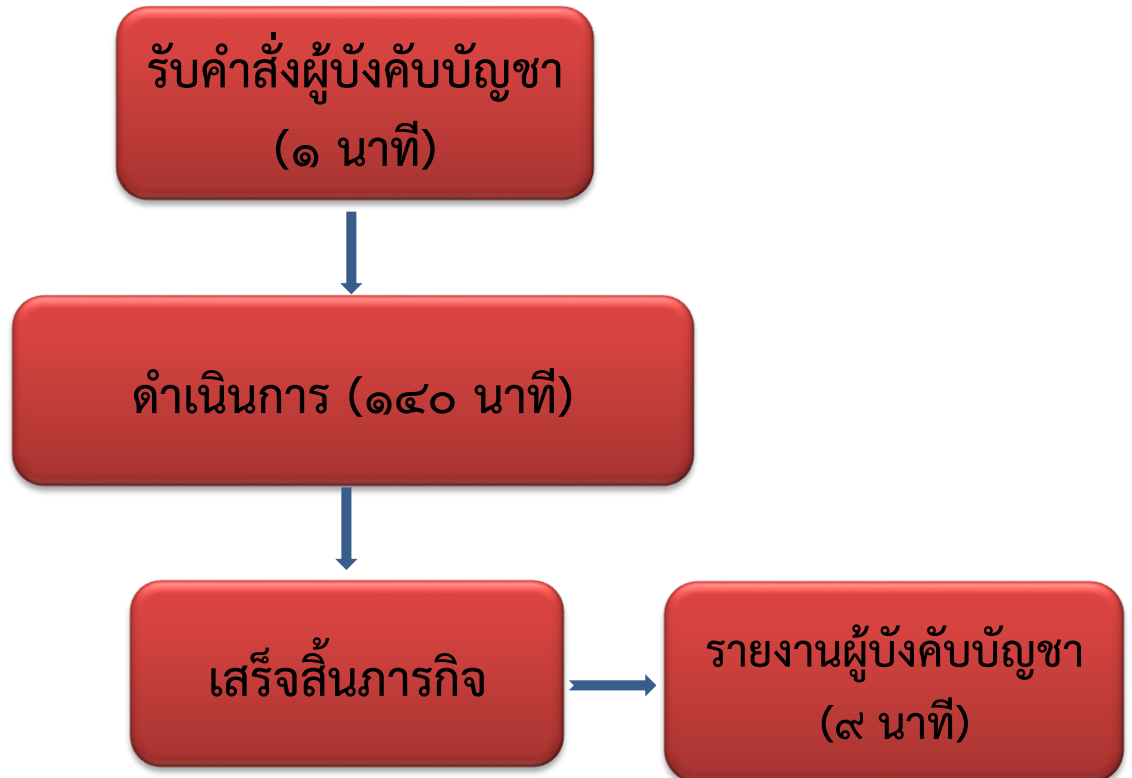 รับคำสั่งผู้บังคับบัญชา
(๑ นาที)
ดำเนินการ (๑๔๐ นาที)
เสร็จสิ้นภารกิจ
รายงานผู้บังคับบัญชา
(๙ นาที)